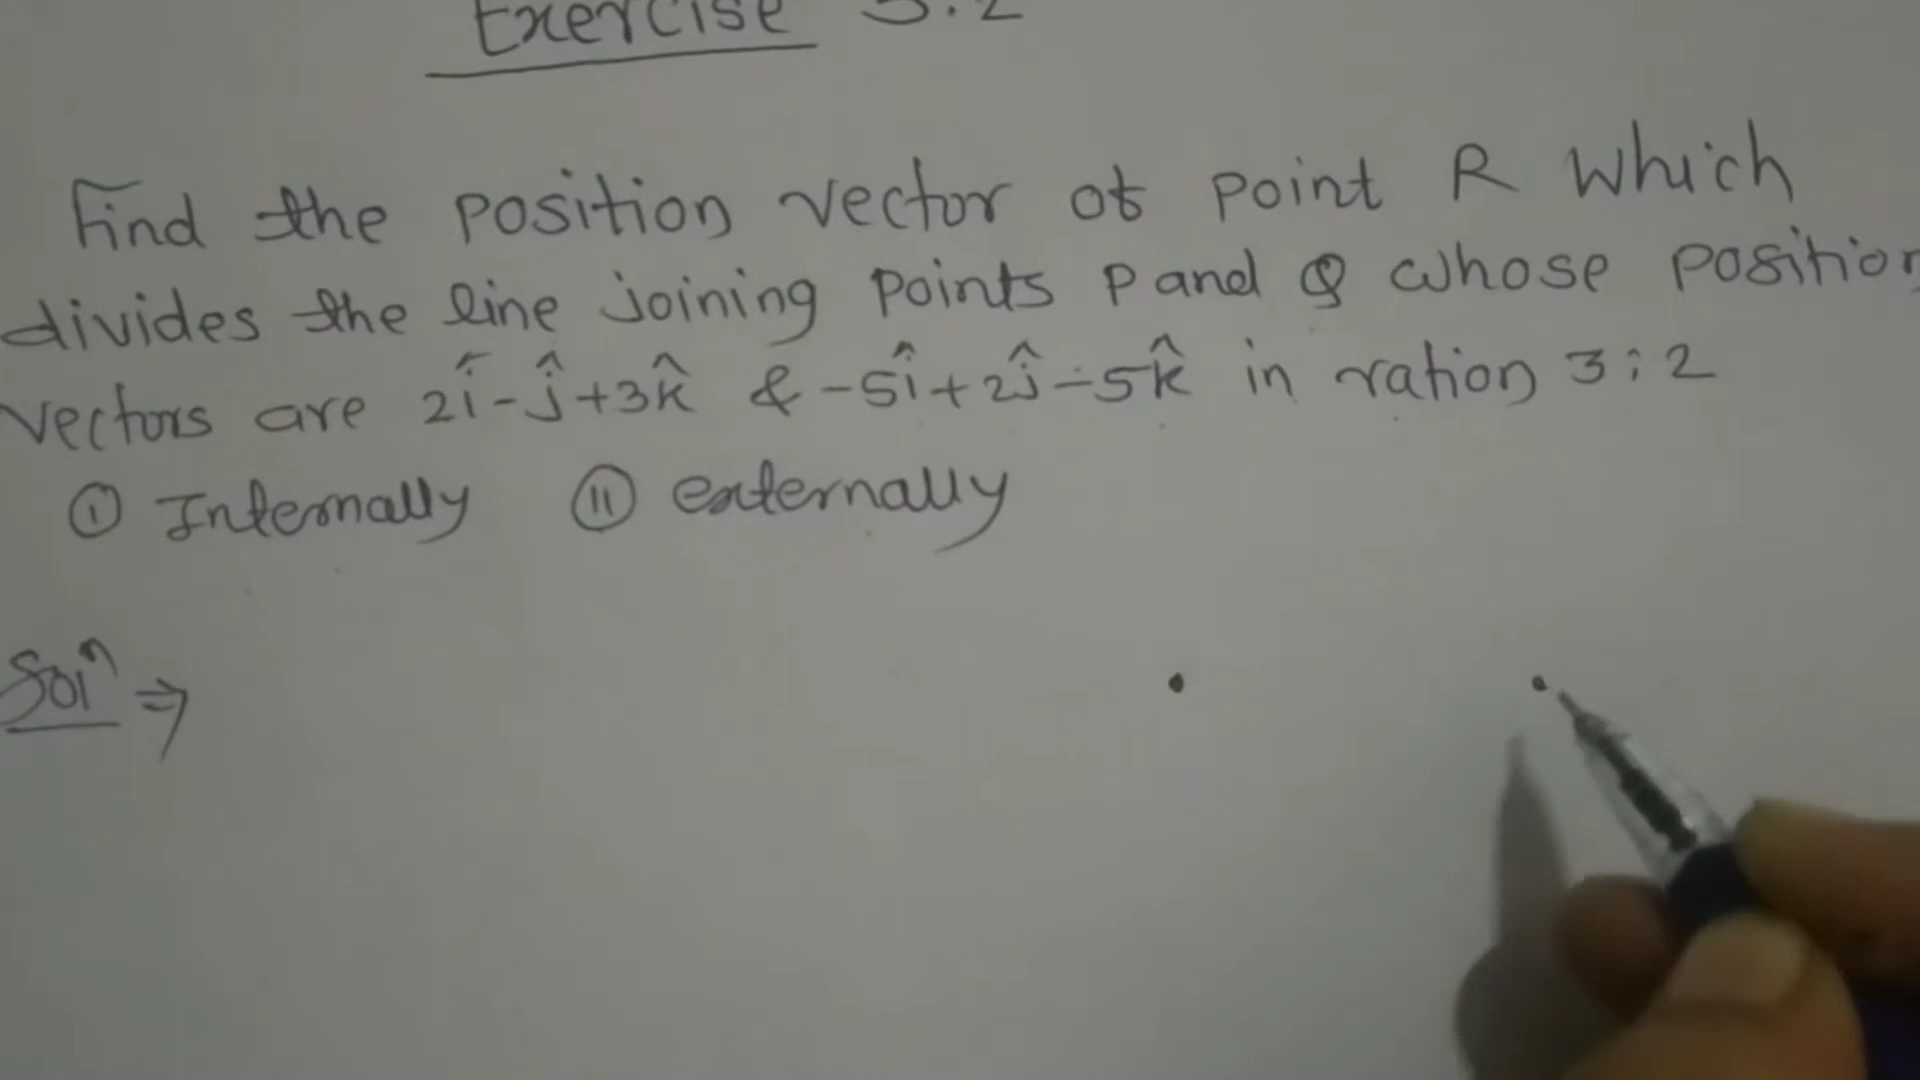 Exercise 5.2
Find the position vector of point R which
divides the line joining points P and Q whose position
vectors are 2î-ĵ+3k̂ & -5î+2ĵ-5k̂ in ration 3:2
① Internally ② externally
Solⁿ ⇒